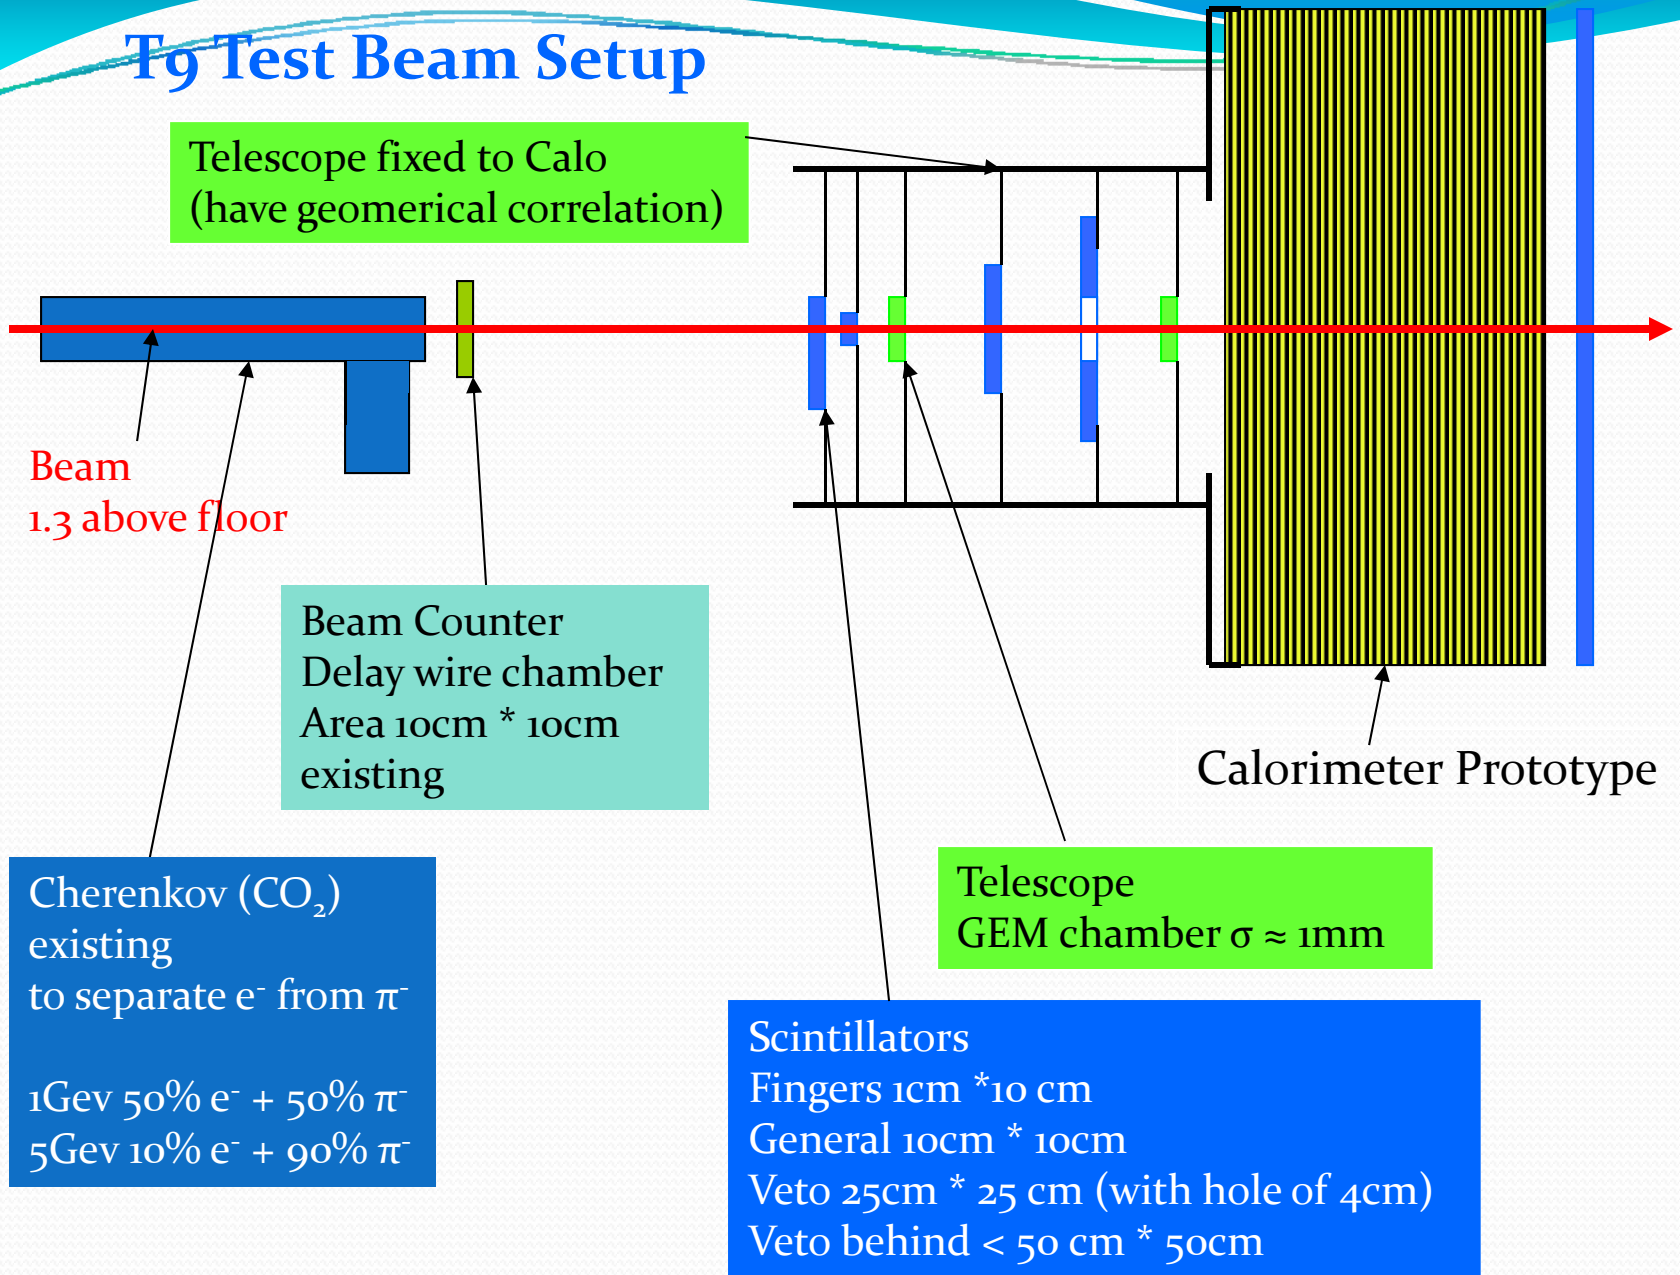 T9 Test Beam Setup
Telescope fixed to Calo
(have geomerical correlation)
Beam
1.3 above floor
Beam Counter
Delay wire chamber
Area 10cm * 10cm
existing
Calorimeter Prototype
Cherenkov (CO₂)
existing
to separate e⁻ from π⁻
1Gev 50% e⁻ + 50% π⁻
5Gev 10% e⁻ + 90% π⁻
Telescope
GEM chamber σ ≈ 1mm
Scintillators
Fingers 1cm *10 cm
General 10cm * 10cm
Veto 25cm * 25 cm (with hole of 4cm)
Veto behind < 50 cm * 50cm